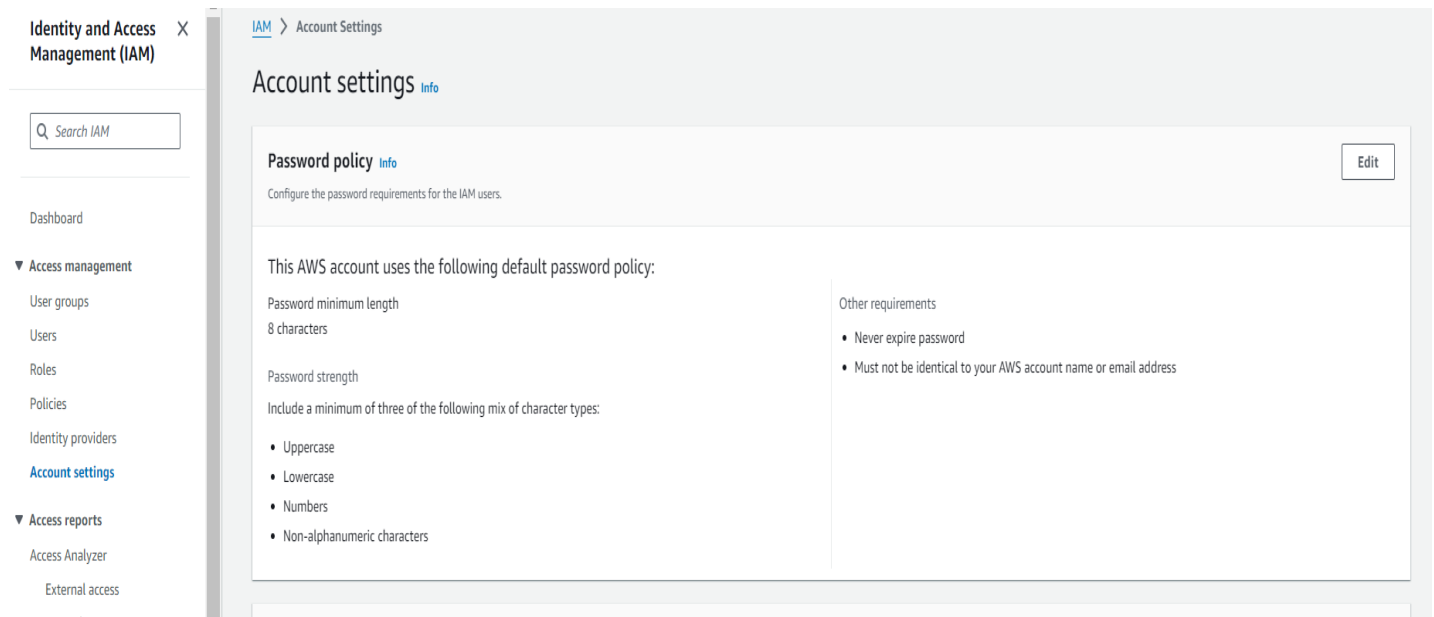 Identity and Access
Management (IAM)
Search IAM
Dashboard
Access management
User groups
Users
Roles
Policies
Identity providers
Account settings
Access reports
Access Analyzer
External access
IAM > Account Settings
Account settings Info
Password policy Info
Edit
Configure the password requirements for the IAM users.
This AWS account uses the following default password policy:
Password minimum length
8 characters
Password strength
Include a minimum of three of the following mix of character types:
• Uppercase
• Lowercase
• Numbers
• Non-alphanumeric characters
Other requirements
• Never expire password
• Must not be identical to your AWS account name or email address